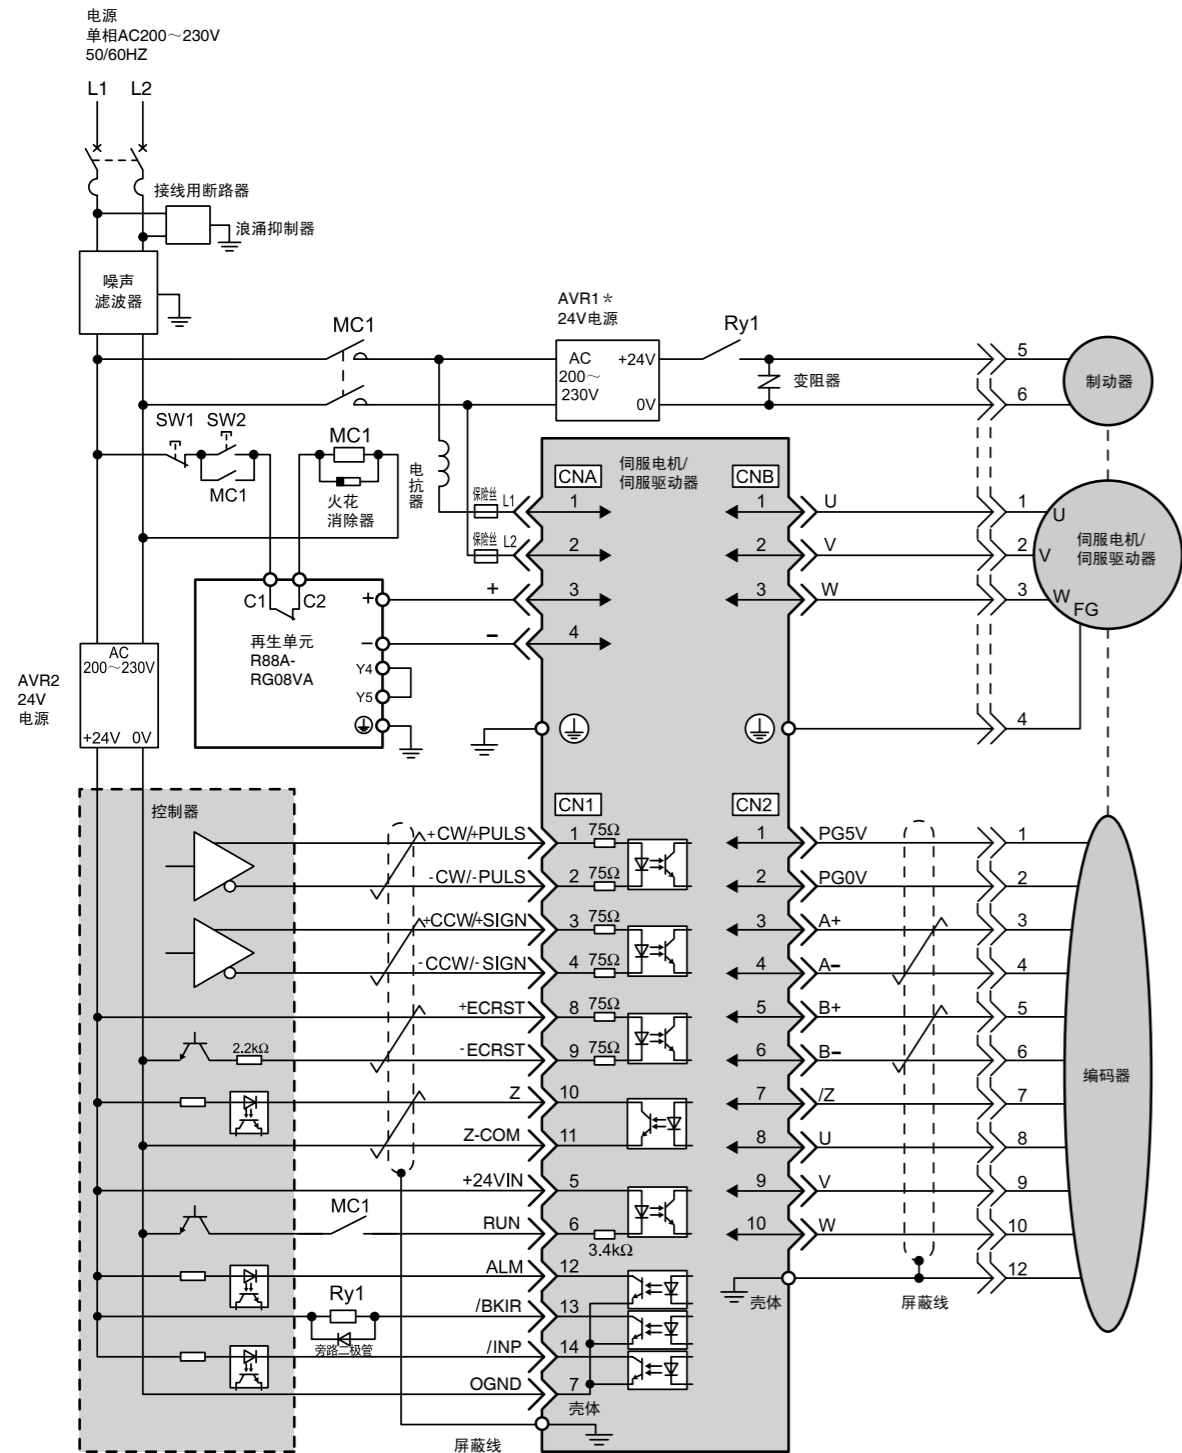 电源
单相AC200～230V
50/60HZ
L1 L2
接线用断路器
浪涌抑制器
噪声
滤波器
AVR1＊
24V电源
MC1
Ry1
AC
200～
230V
+24V
0V
变阻器
5
6
制动器
SW1 SW2
MC1
MC1
火花
消除器
电
抗
器
保险丝 L1
保险丝 L2
CNA
伺服电机/
伺服驱动器
CNB
1
2
3
4
+
−
1 U
2 V
3 W
1
2
3
4
U
V
W
FG
伺服电机/
伺服驱动器
C1 C2
+
−
Y4
Y5
再生单元
R88A-
RG08VA
AVR2
24V
电源
AC
200～230V
+24V 0V
控制器
CN1
CN2
+CW/+PULS 1 75Ω
-CW/-PULS 2 75Ω
+CCW/+SIGN 3 75Ω
-CCW/-SIGN 4 75Ω
+ECRST 8 75Ω
2.2kΩ
-ECRST 9 75Ω
Z 10
Z-COM 11
+24VIN 5
MC1
RUN 6
3.4kΩ
ALM 12
Ry1
/BKIR 13
旁路二极管
/INP 14
OGND 7
壳体
屏蔽线
1 PG5V 1
2 PG0V 2
3 A+ 3
4 A− 4
5 B+ 5
6 B− 6
7 /Z 7
8 U 8
9 V 9
10 W 10
12
壳体
屏蔽线
编码器